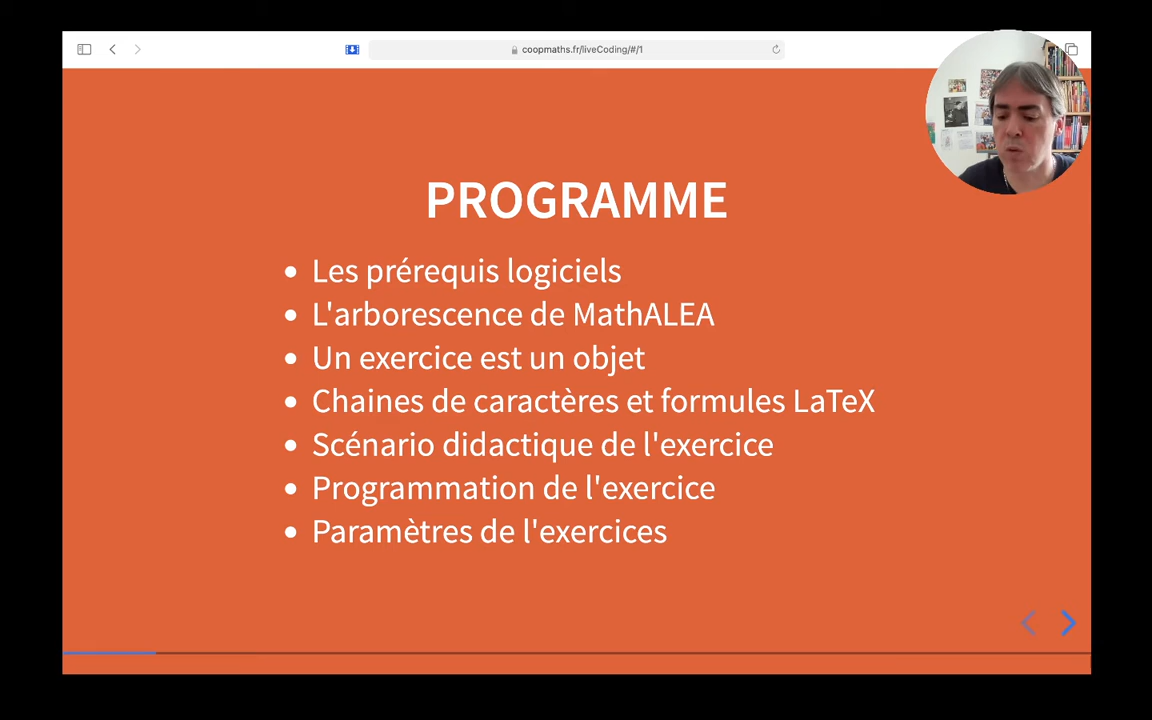 coopmaths.fr/liveCoding/#/1
PROGRAMME
Les prérequis logiciels
L'arborescence de MathALEA
Un exercice est un objet
Chaines de caractères et formules LaTeX
Scénario didactique de l'exercice
Programmation de l'exercice
Paramètres de l'exercices